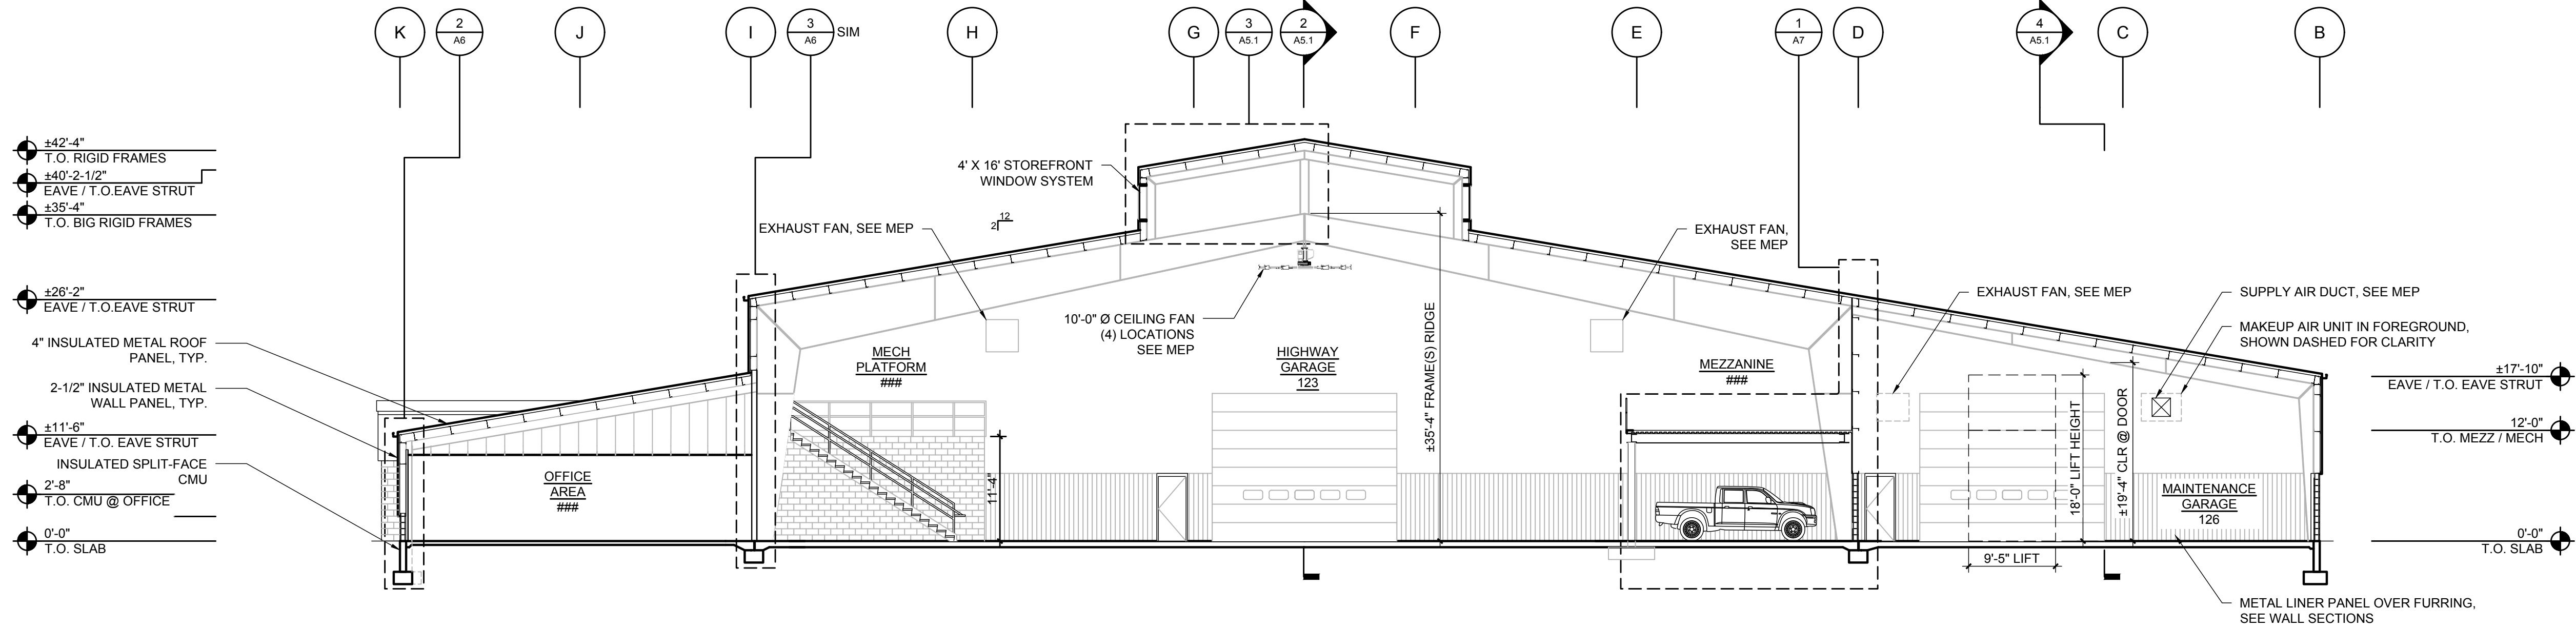 K
2
A6
J
I
3
A6
SIM
H
G
3
A5.1
2
A5.1
F
E
1
A7
D
4
A5.1
C
B
±42'-4"
T.O. RIGID FRAMES
±40'-2-1/2"
EAVE / T.O.EAVE STRUT
±35'-4"
T.O. BIG RIGID FRAMES
±26'-2"
EAVE / T.O.EAVE STRUT
4" INSULATED METAL ROOF
PANEL, TYP.
2-1/2" INSULATED METAL
WALL PANEL, TYP.
±11'-6"
EAVE / T.O. EAVE STRUT
INSULATED SPLIT-FACE
CMU
2'-8"
T.O. CMU @ OFFICE
0'-0"
T.O. SLAB
4' X 16' STOREFRONT
WINDOW SYSTEM
12
2
EXHAUST FAN, SEE MEP
10'-0" Ø CEILING FAN
(4) LOCATIONS
SEE MEP
EXHAUST FAN,
SEE MEP
EXHAUST FAN, SEE MEP
SUPPLY AIR DUCT, SEE MEP
MAKEUP AIR UNIT IN FOREGROUND,
SHOWN DASHED FOR CLARITY
OFFICE
AREA
###
MECH
PLATFORM
###
11'-4"
HIGHWAY
GARAGE
123
±35'-4" FRAME(S) RIDGE
MEZZANINE
###
18'-0" LIFT HEIGHT
±19'-4" CLR @ DOOR
9'-5" LIFT
MAINTENANCE
GARAGE
126
±17'-10"
EAVE / T.O. EAVE STRUT
12'-0"
T.O. MEZZ / MECH
0'-0"
T.O. SLAB
METAL LINER PANEL OVER FURRING,
SEE WALL SECTIONS